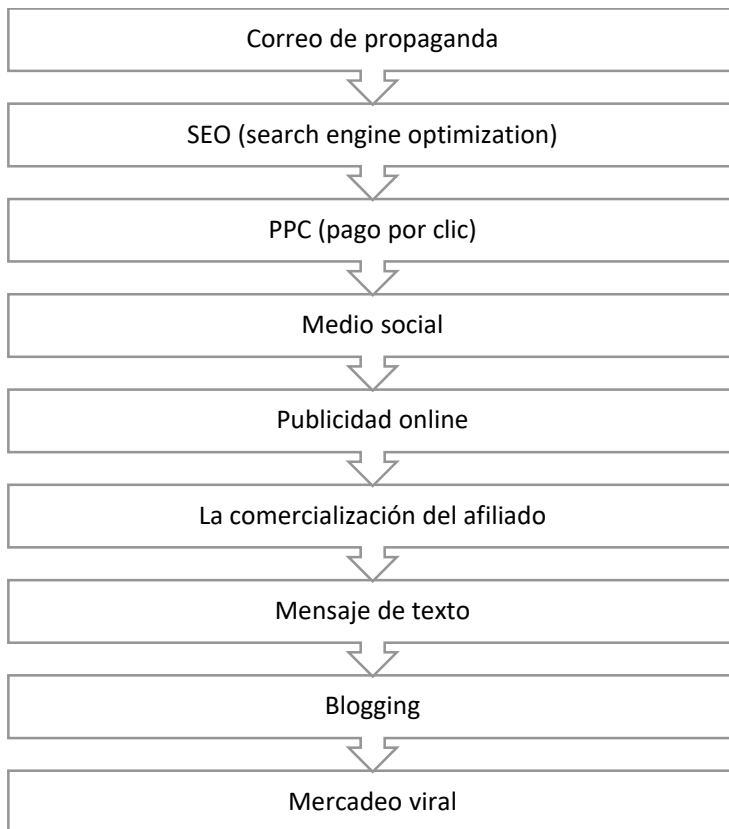 Correo de propaganda
SEO (search engine optimization)
PPC (pago por clic)
Medio social
Publicidad online
La comercialización del afiliado
Mensaje de texto
Blogging
Mercadeo viral